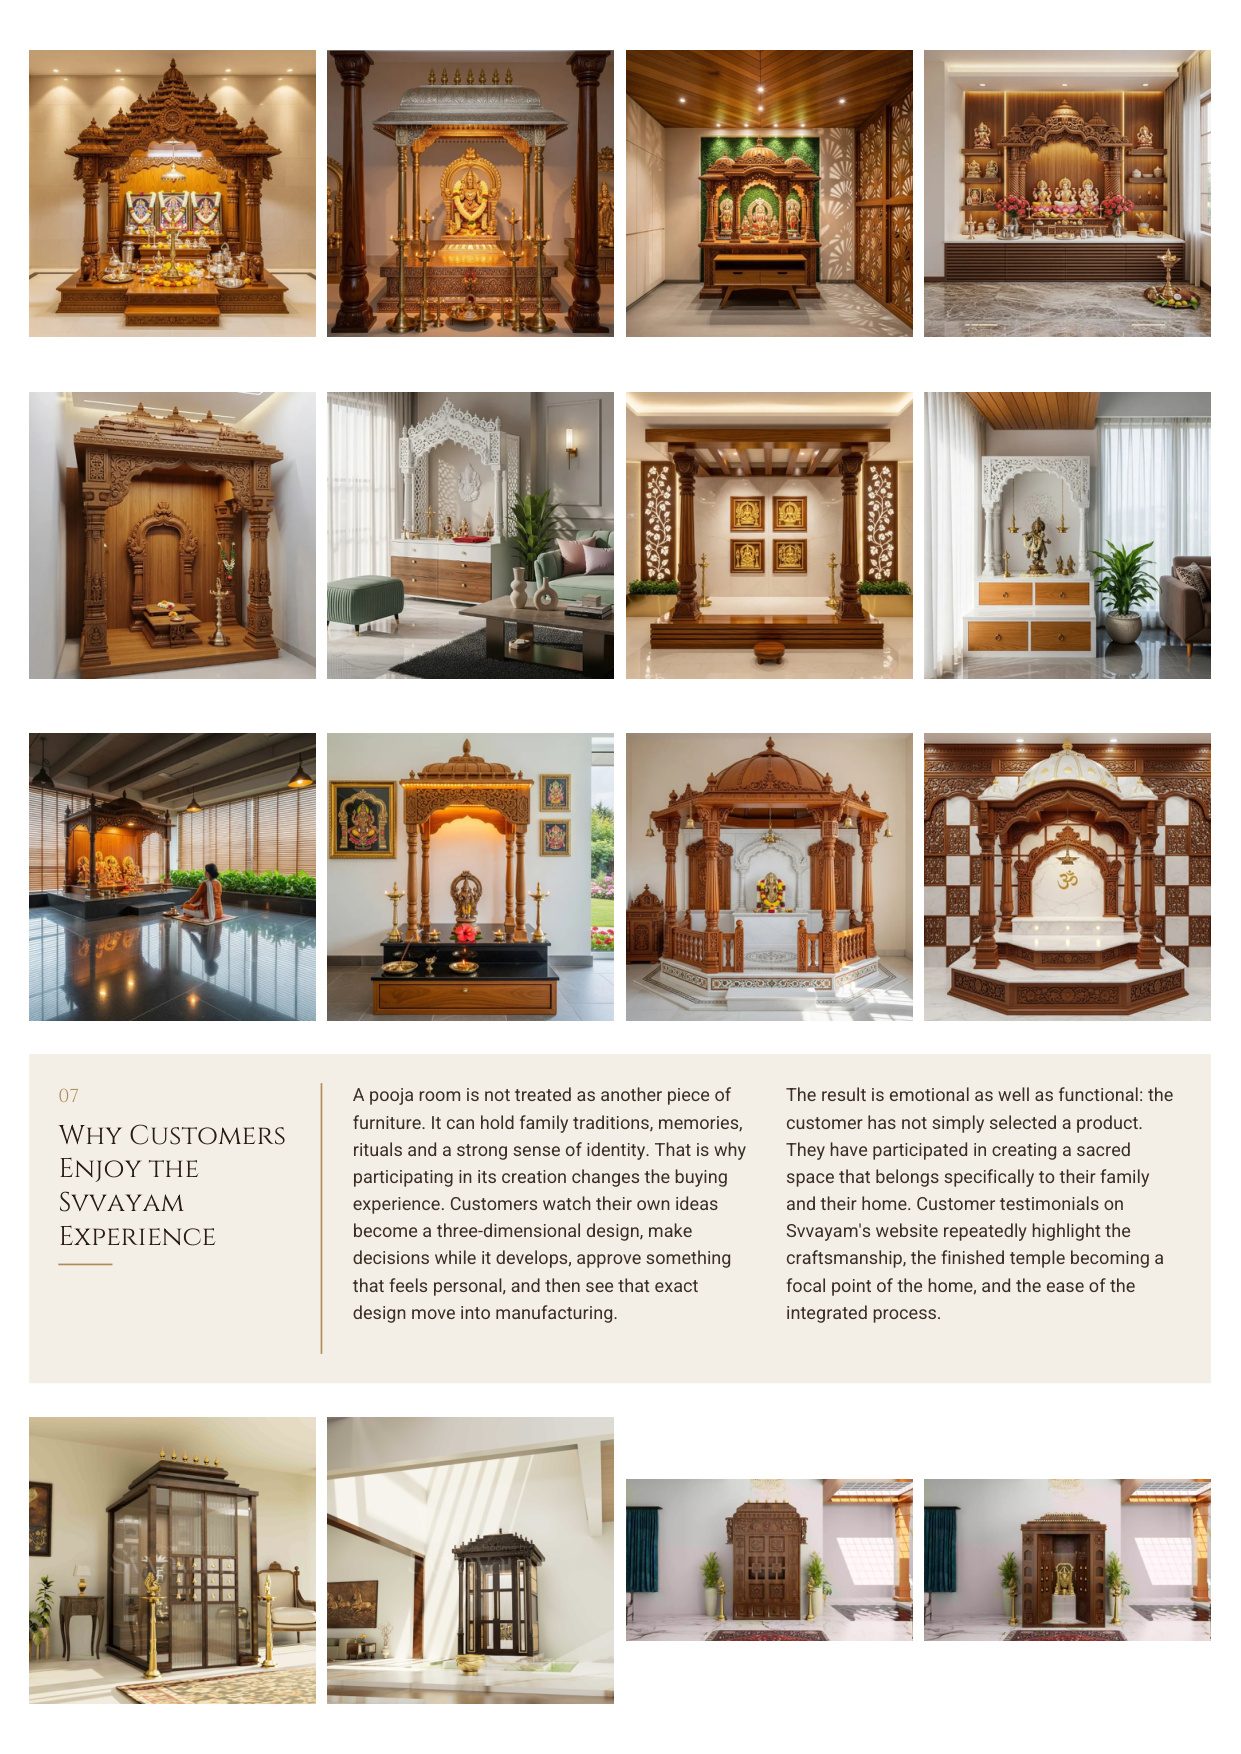 07
Why Customers
Enjoy the
Svvayam
Experience
A pooja room is not treated as another piece of
furniture. It can hold family traditions, memories,
rituals and a strong sense of identity. That is why
participating in its creation changes the buying
experience. Customers watch their own ideas
become a three-dimensional design, make
decisions while it develops, approve something
that feels personal, and then see that exact
design move into manufacturing.
The result is emotional as well as functional: the
customer has not simply selected a product.
They have participated in creating a sacred
space that belongs specifically to their family
and their home. Customer testimonials on
Svvayam's website repeatedly highlight the
craftsmanship, the finished temple becoming a
focal point of the home, and the ease of the
integrated process.
ॐ